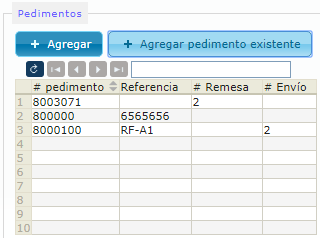 Pedimentos
+ Agregar + Agregar pedimento existente
# pedimento Referencia # Remesa # Envío
1 8003071 2
2 800000 6565656
3 8000100 RF-A1 2
4
5
6
7
8
9
10